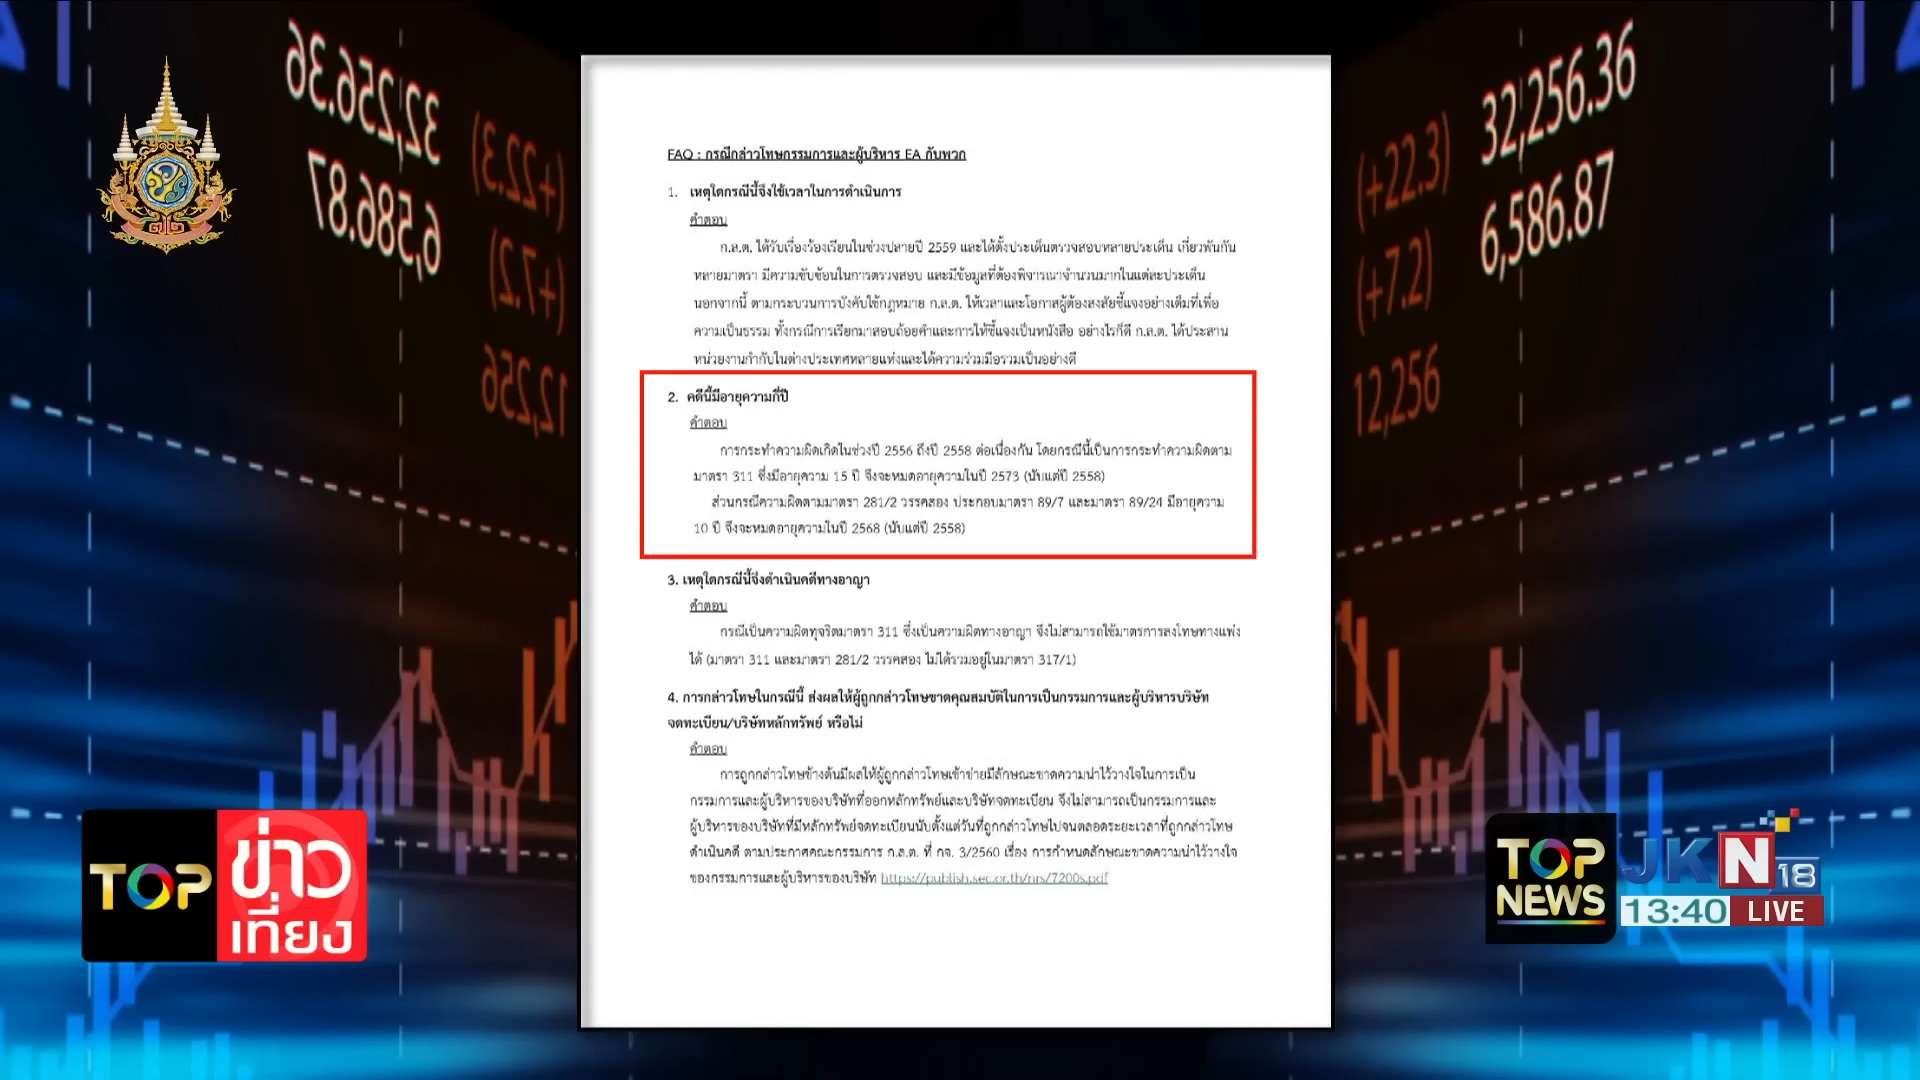 32,256.36
6,586.87
(+22.3)
(+7.2)
12,256
32,256.36
6,586.87
(+22.3)
(+7.2)
12,256
FAQ : กรณีกล่าวโทษกรรมการและผู้บริหาร EA กับพวก
1. เหตุใดกรณีนี้จึงใช้เวลาในการดำเนินการ
คำตอบ
ก.ล.ต. ได้รับเรื่องร้องเรียนในช่วงปลายปี 2559 และได้ตั้งประเด็นตรวจสอบหลายประเด็น เกี่ยวพันกัน
หลายมาตรา มีความซับซ้อนในการตรวจสอบ และมีข้อมูลที่ต้องพิจารณาจำนวนมากในแต่ละประเด็น
นอกจากนี้ ตามกระบวนการบังคับใช้กฎหมาย ก.ล.ต. ให้เวลาและโอกาสผู้ต้องสงสัยชี้แจงอย่างเต็มที่เพื่อ
ความเป็นธรรม ทั้งกรณีการเรียกมาสอบถ้อยคำและการให้ชี้แจงเป็นหนังสือ อย่างไรก็ดี ก.ล.ต. ได้ประสาน
หน่วยงานกำกับในต่างประเทศหลายแห่งและได้ความร่วมมือรวมเป็นอย่างดี
2. คดีนี้มีอายุความกี่ปี
คำตอบ
การกระทำความผิดเกิดในช่วงปี 2556 ถึงปี 2558 ต่อเนื่องกัน โดยกรณีนี้เป็นการกระทำความผิดตาม
มาตรา 311 ซึ่งมีอายุความ 15 ปี จึงจะหมดอายุความในปี 2573 (นับแต่ปี 2558)
ส่วนกรณีความผิดตามมาตรา 281/2 วรรคสอง ประกอบมาตรา 89/7 และมาตรา 89/24 มีอายุความ
10 ปี จึงจะหมดอายุความในปี 2568 (นับแต่ปี 2558)
3. เหตุใดกรณีนี้จึงดำเนินคดีทางอาญา
คำตอบ
กรณีเป็นความผิดทุจริตมาตรา 311 ซึ่งเป็นความผิดทางอาญา จึงไม่สามารถใช้มาตรการลงโทษทางแพ่ง
ได้ (มาตรา 311 และมาตรา 281/2 วรรคสอง ไม่ได้รวมอยู่ในมาตรา 317/1)
4. การกล่าวโทษในกรณีนี้ ส่งผลให้ผู้ถูกกล่าวโทษขาดคุณสมบัติในการเป็นกรรมการและผู้บริหารบริษัท
จดทะเบียน/บริษัทหลักทรัพย์ หรือไม่
คำตอบ
การถูกกล่าวโทษข้างต้นมีผลให้ผู้ถูกกล่าวโทษเข้าข่ายมีลักษณะขาดความน่าไว้วางใจในการเป็น
กรรมการและผู้บริหารของบริษัทที่ออกหลักทรัพย์และบริษัทจดทะเบียน จึงไม่สามารถเป็นกรรมการและ
ผู้บริหารของบริษัทที่มีหลักทรัพย์จดทะเบียนนับตั้งแต่วันที่ถูกกล่าวโทษไปจนตลอดระยะเวลาที่ถูกกล่าวโทษ
ดำเนินคดี ตามประกาศคณะกรรมการ ก.ล.ต. ที่ กจ. 3/2560 เรื่อง การกำหนดลักษณะขาดความน่าไว้วางใจ
ของกรรมการและผู้บริหารของบริษัท https://publish.sec.or.th/nrs/7200s.pdf
TOP ข่าวเที่ยง
TOP NEWS
JKN 18
13:40 LIVE